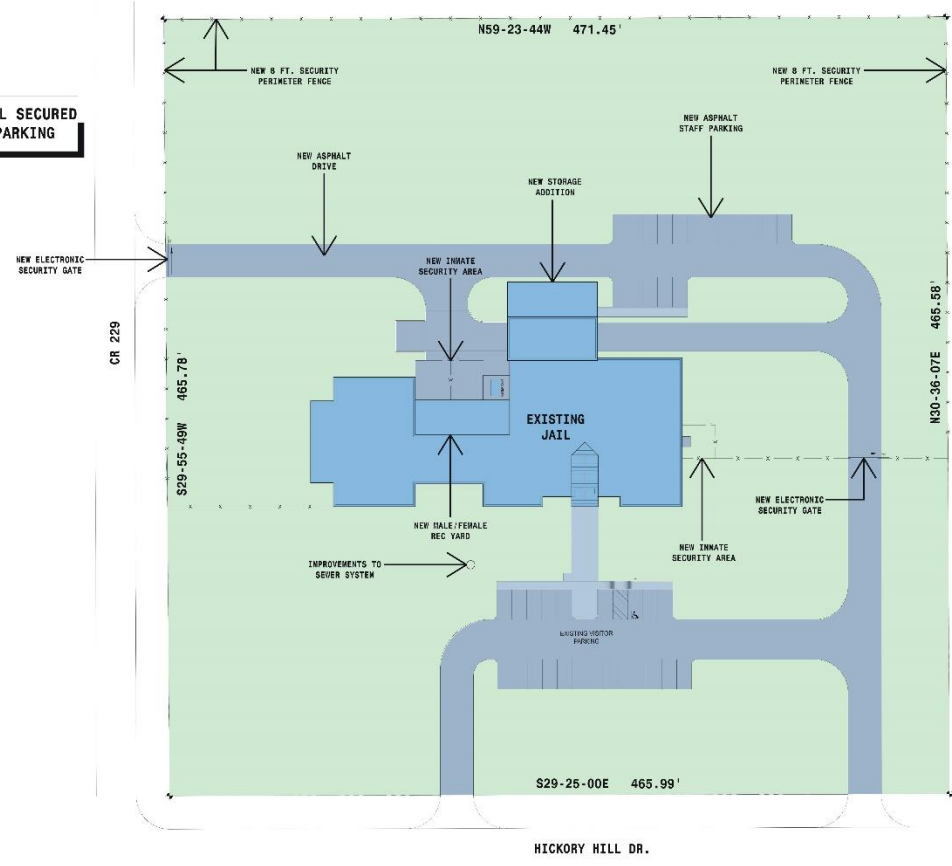 N59-23-44W 471.45'
NEW 8 FT. SECURITY
PERIMETER FENCE
NEW 8 FT. SECURITY
PERIMETER FENCE
L SECURED
PARKING
NEW ASPHALT
STAFF PARKING
NEW ASPHALT
DRIVE
NEW STORAGE
ADDITION
NEW ELECTRONIC
SECURITY GATE
NEW INMATE
SECURITY AREA
CR 229
S29-55-49W 465.78'
N30-36-07E 465.58'
EXISTING
JAIL
NEW ELECTRONIC
SECURITY GATE
NEW MALE/FEMALE
REC YARD
NEW INMATE
SECURITY AREA
IMPROVEMENTS TO
SEWER SYSTEM
EXISTING VISITOR
PARKING
S29-25-00E 465.99'
HICKORY HILL DR.